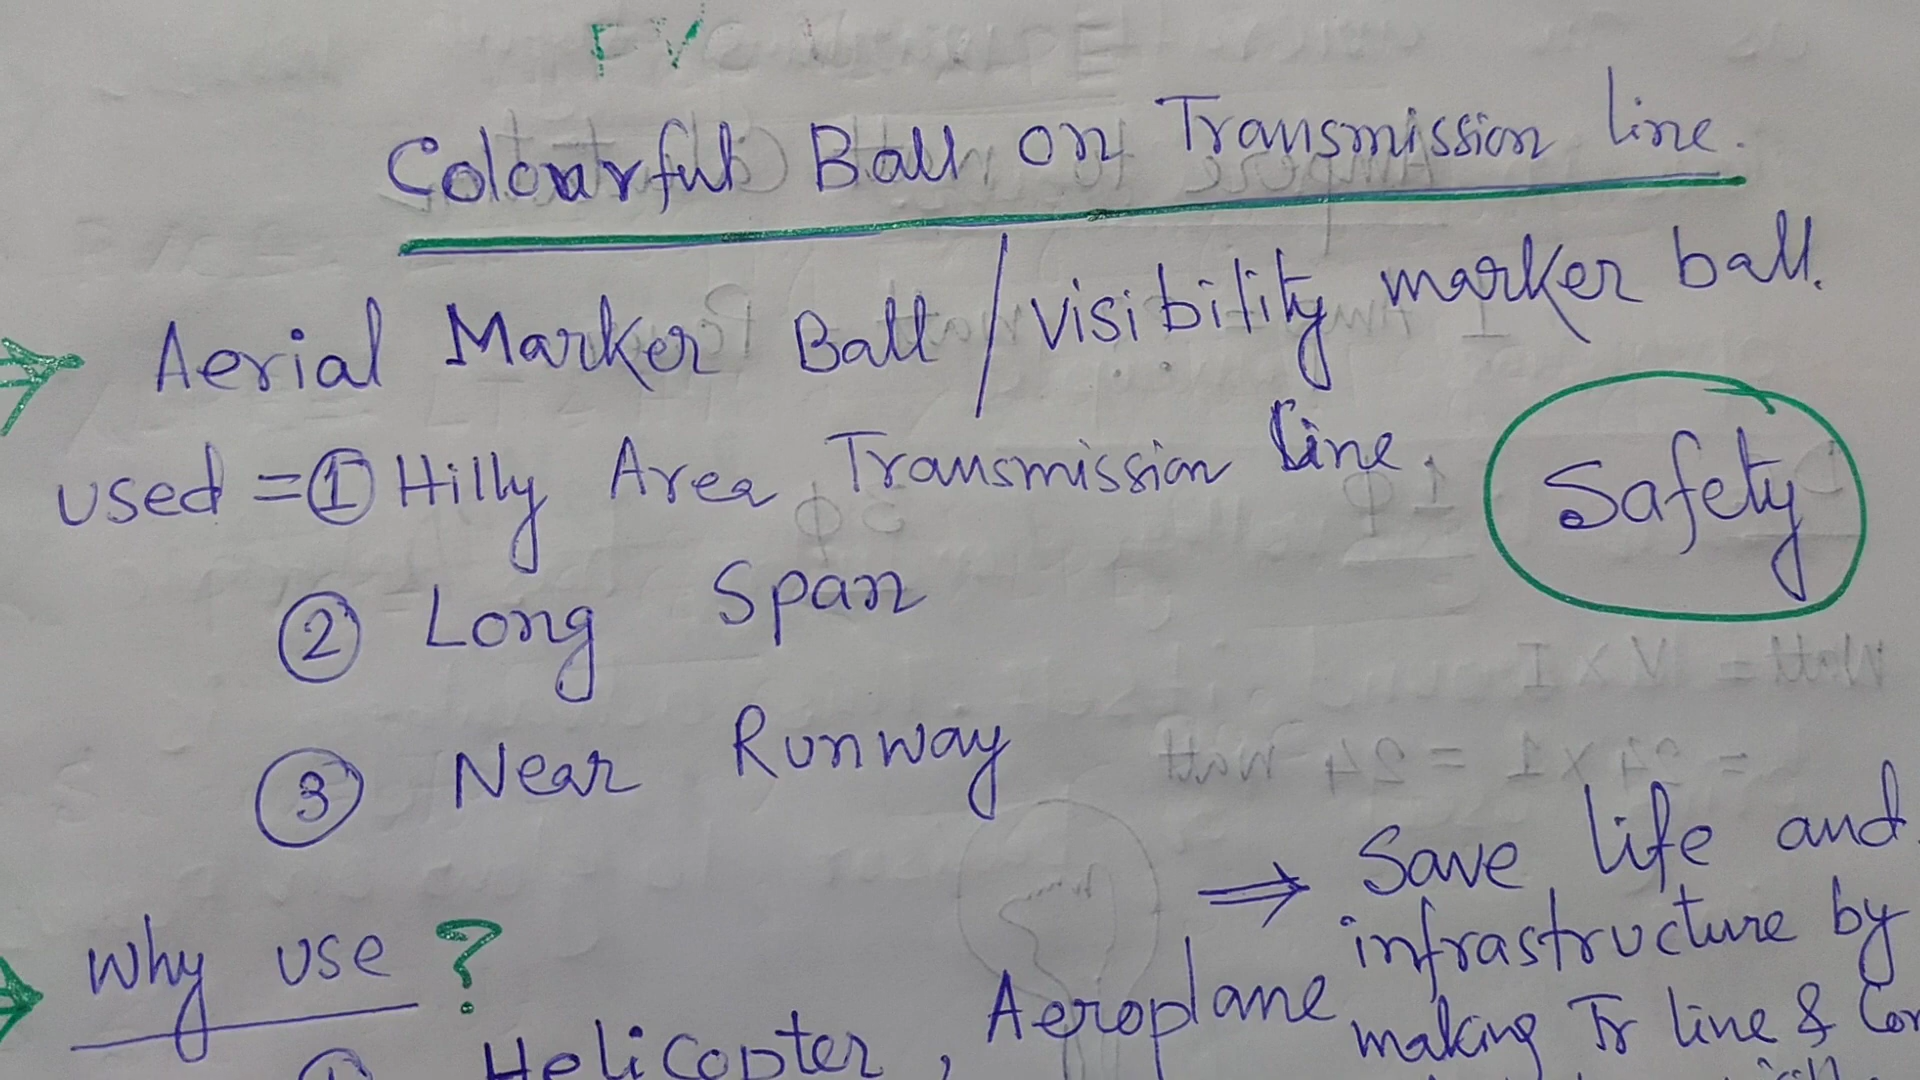 Colourful Ball on Transmission line.
Aerial Marker Ball / visibility marker ball.
used = ① Hilly Area Transmission line.
Safety
② Long Span
③ Near Runway
Why use ?
① Helicopter, Aeroplane
⇒ Save life and
infrastructure by
making Tr line &